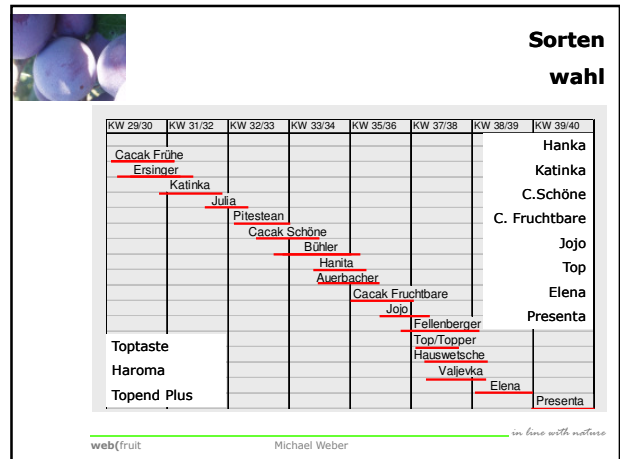 Sorten
wahl
KW 29/30 KW 31/32 KW 32/33 KW 33/34 KW 35/36 KW 37/38 KW 38/39 KW 39/40
Cacak Frühe
Ersinger
Katinka
Julia
Pitestean
Cacak Schöne
Bühler
Hanita
Auerbacher
Cacak Fruchtbare
Jojo
Fellenberger
Top/Topper
Hauswetsche
Valjevka
Elena
Presenta
Hanka
Katinka
C.Schöne
C. Fruchtbare
Jojo
Top
Elena
Presenta
Toptaste
Haroma
Topend Plus
in line with nature
web(fruit Michael Weber